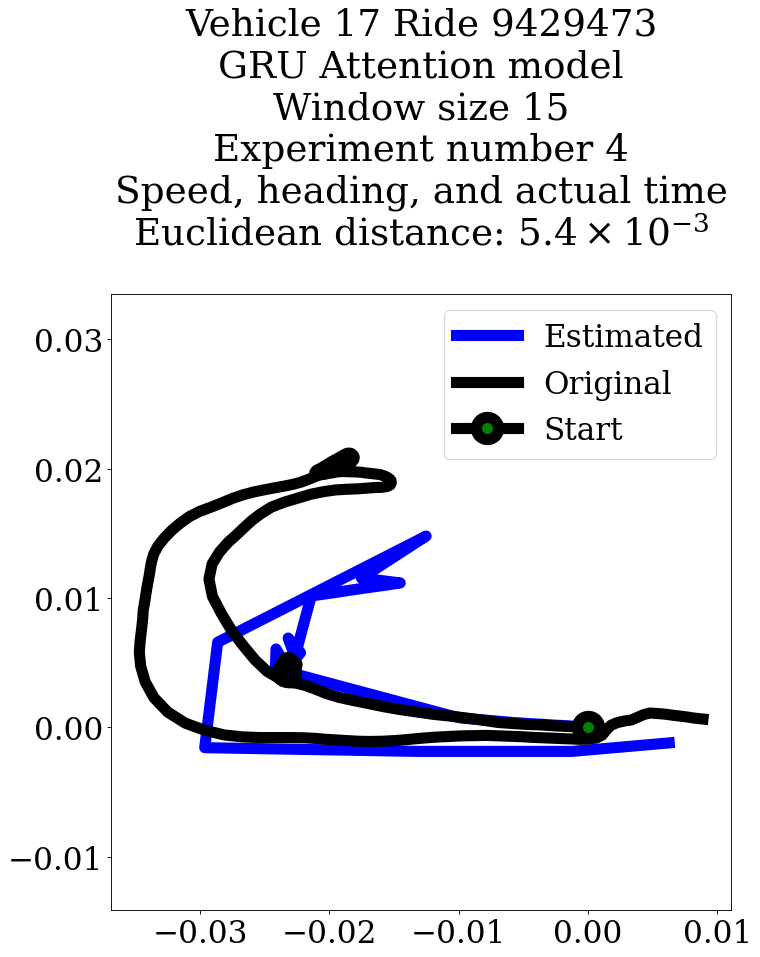 Vehicle 17 Ride 9429473
GRU Attention model
Window size 15
Experiment number 4
Speed, heading, and actual time
Euclidean distance: 5.4 × 10⁻³
Estimated
Original
Start
0.03
0.02
0.01
0.00
−0.01
−0.03 −0.02 −0.01 0.00 0.01